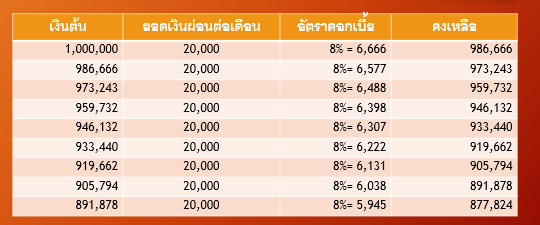 เงินต้น ยอดเงินผ่อนต่อเดือน อัตราดอกเบี้ย คงเหลือ
1,000,000 20,000 8% = 6,666 986,666
986,666 20,000 8%= 6,577 973,243
973,243 20,000 8%= 6,488 959,732
959,732 20,000 8%= 6,398 946,132
946,132 20,000 8%= 6,307 933,440
933,440 20,000 8%= 6,222 919,662
919,662 20,000 8%= 6,131 905,794
905,794 20,000 8%= 6,038 891,878
891,878 20,000 8%= 5,945 877,824